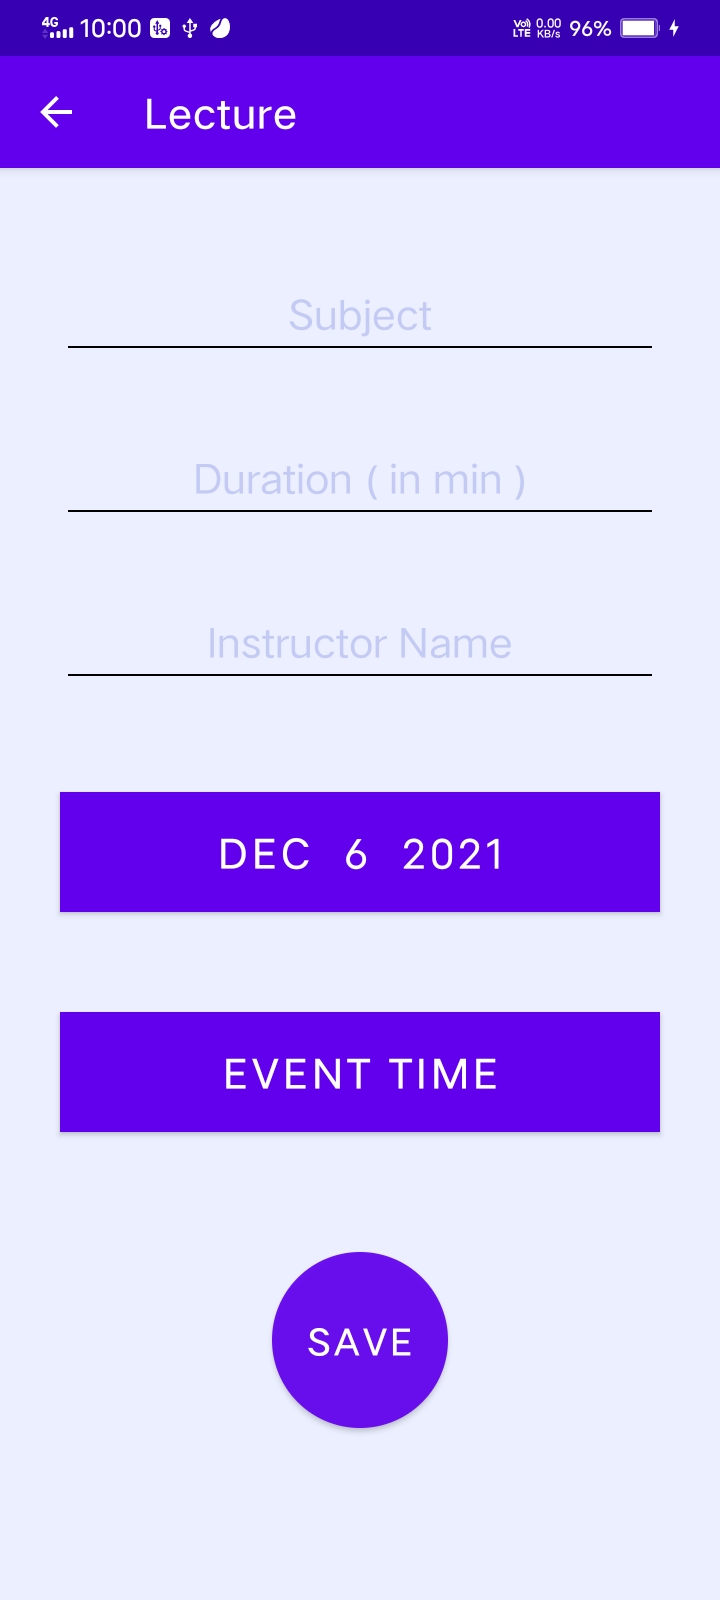 4G 10:00 Vo) LTE 0.00 KB/s 96%
Lecture
Subject
Duration ( in min )
Instructor Name
DEC 6 2021
EVENT TIME
SAVE